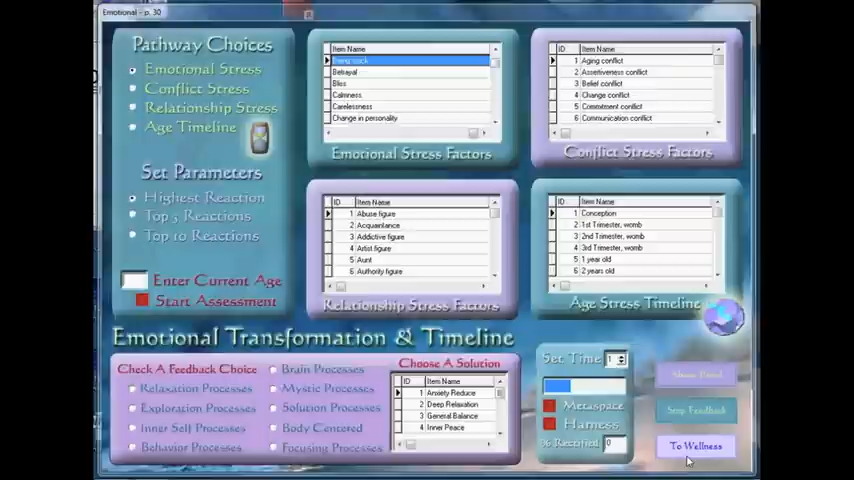 Emotional - p. 30
Pathway Choices
Emotional Stress
Conflict Stress
Relationship Stress
Age Timeline
Set Parameters
Highest Reaction
Top 3 Reactions
Top 10 Reactions
Enter Current Age
Start Assessment
Item Name
Betrayal
Bliss
Calmness
Carelessness
Change in personality
Emotional Stress Factors
ID Item Name
1 Aging conflict
2 Assertiveness conflict
3 Belief conflict
4 Change conflict
5 Commitment conflict
6 Communication conflict
Conflict Stress Factors
ID Item Name
1 Abuse figure
2 Acquaintance
3 Addictive figure
4 Artist figure
5 Aunt
6 Authority figure
Relationship Stress Factors
ID Item Name
1 Conception
2 1st Trimester, womb
3 2nd Trimester, womb
4 3rd Trimester, womb
5 1 year old
6 2 years old
Age Stress Timeline
Emotional Transformation & Timeline
Check A Feedback Choice
Relaxation Processes
Exploration Processes
Inner Self Processes
Behavior Processes
Brain Processes
Mystic Processes
Solution Processes
Body Centered
Focusing Processes
Choose A Solution
ID Item Name
1 Anxiety Reduce
2 Deep Relaxation
3 General Balance
4 Inner Peace
Set Time 1
Metaspace
Harness
% Rectified 0
Stop Feedback
To Wellness